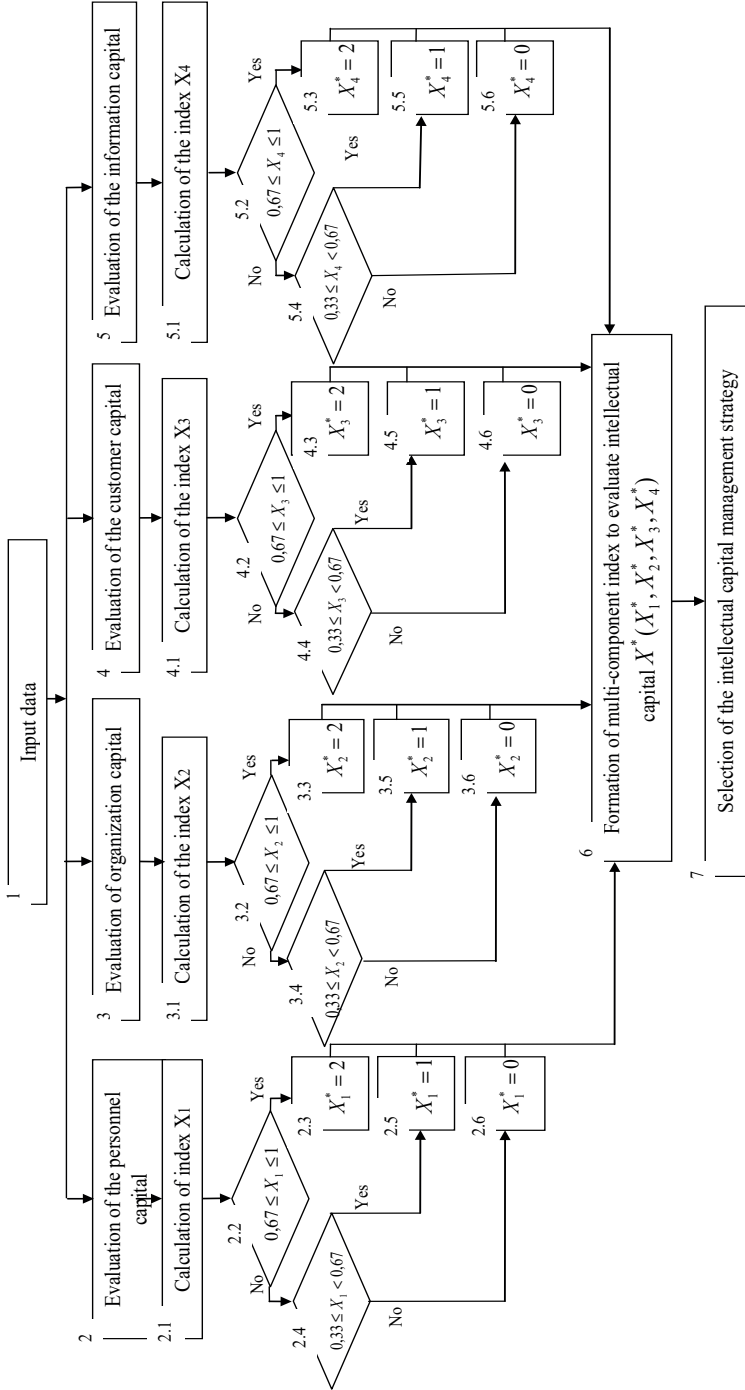 1
Input data
2
Evaluation of the personnel
capital
2.1
Calculation of index X1
2.2
0,67 ≤ X₁ ≤ 1
Yes
No
2.3
X₁* = 2
2.4
0,33 ≤ X₁ < 0,67
Yes
No
2.5
X₁* = 1
2.6
X₁* = 0
3
Evaluation of organization capital
3.1
Calculation of the index X2
3.2
0,67 ≤ X₂ ≤ 1
Yes
No
3.3
X₂* = 2
3.4
0,33 ≤ X₂ < 0,67
Yes
No
3.5
X₂* = 1
3.6
X₂* = 0
4
Evaluation of the customer capital
4.1
Calculation of the index X3
4.2
0,67 ≤ X₃ ≤ 1
Yes
No
4.3
X₃* = 2
4.4
0,33 ≤ X₃ < 0,67
Yes
No
4.5
X₃* = 1
4.6
X₃* = 0
5
Evaluation of the information capital
5.1
Calculation of the index X4
5.2
0,67 ≤ X₄ ≤ 1
Yes
No
5.3
X₄* = 2
5.4
0,33 ≤ X₄ < 0,67
Yes
No
5.5
X₄* = 1
5.6
X₄* = 0
6
Formation of multi-component index to evaluate intellectual
capital X*(X₁*, X₂*, X₃*, X₄*)
7
Selection of the intellectual capital management strategy